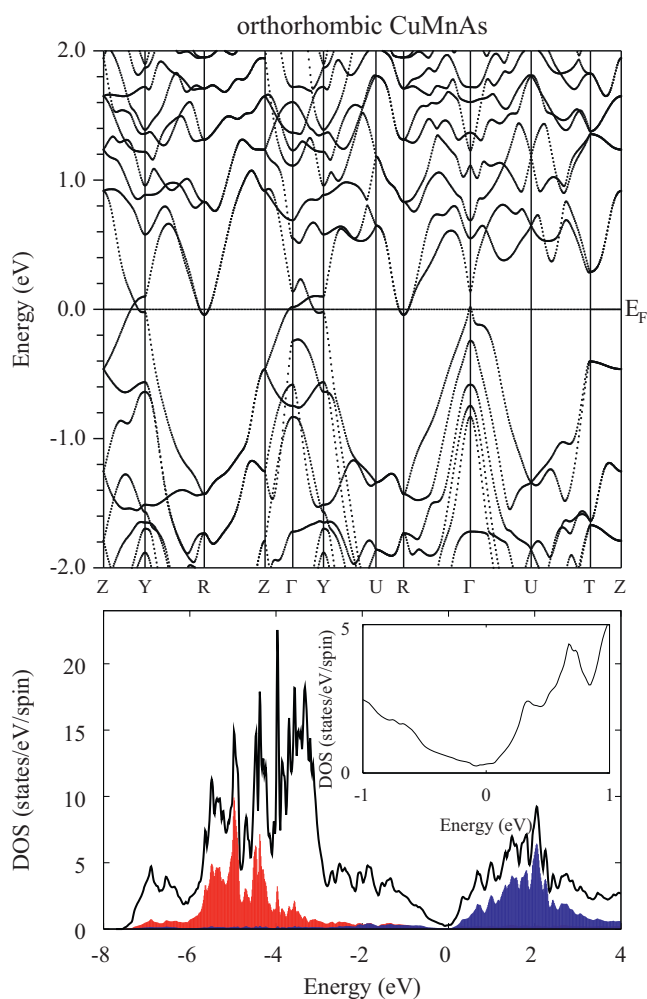 orthorhombic CuMnAs
2.0
1.0
0.0
-1.0
-2.0
Energy (eV)
E_F
Z Y R Z Γ Y U R Γ U T Z
20
15
10
5
0
DOS (states/eV/spin)
5
0
DOS (states/eV/spin)
-1 0 1
Energy (eV)
-8 -6 -4 -2 0 2 4
Energy (eV)